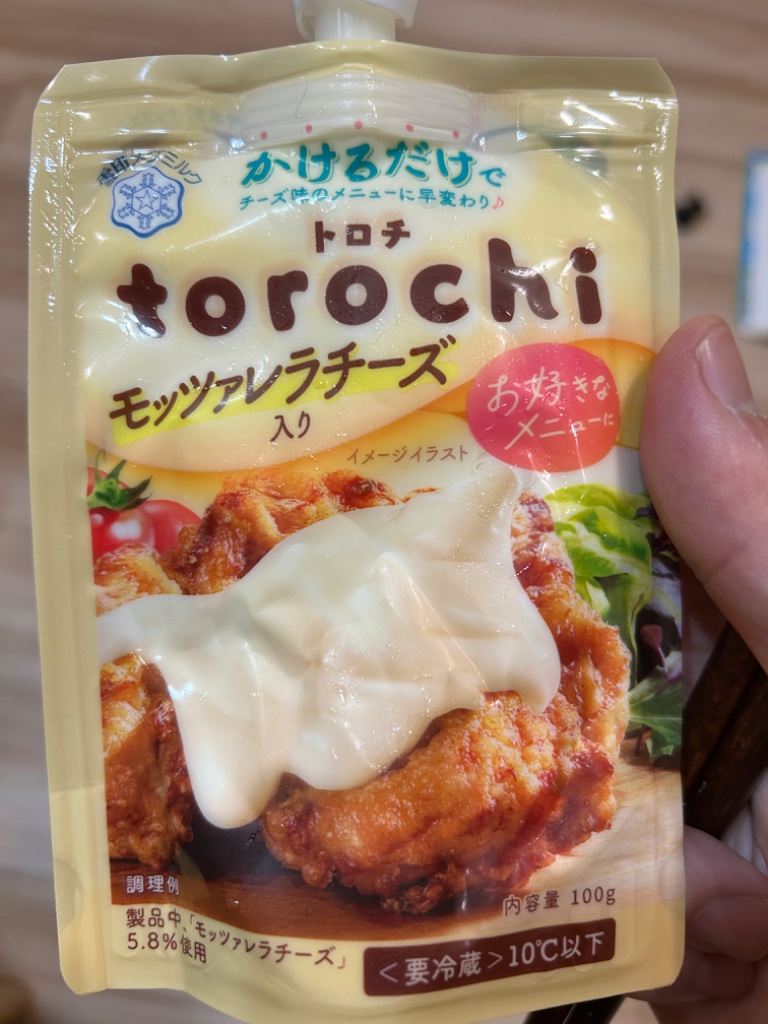 雪印メグミルク
かけるだけで
チーズ味のメニューに早変わり♪
トロチ
torochi
モッツァレラチーズ
入り
お好きな
メニューに
イメージイラスト
調理例
内容量 100g
製品中、「モッツァレラチーズ」
5.8%使用
<要冷蔵>10℃以下